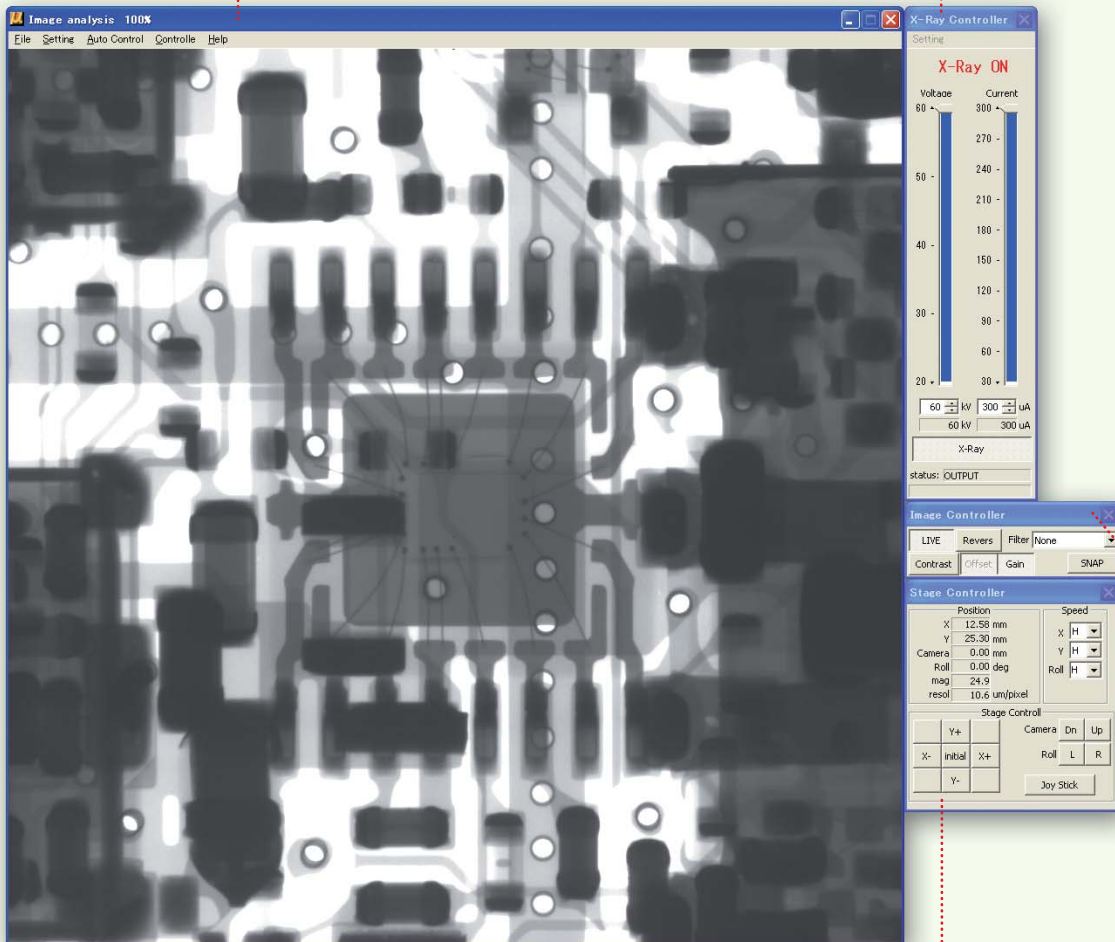 Image analysis 100%
File Setting Auto Control Controlle Help
X-Ray Controller
Setting
X-Ray ON
Voltage Current
60 300
270
50 240
210
40 180
150
30 120
90
60
20 30
60 kV 300 uA
60 kV 300 uA
X-Ray
status: OUTPUT
Image Controller
LIVE Revers Filter None
Contrast Offset Gain SNAP
Stage Controller
Position Speed
X 12.58 mm X H
Y 25.30 mm Y H
Camera 0.00 mm
Roll 0.00 deg Roll H
mag 24.9
resol 10.6 um/pixel
Stage Controll
Y+ Camera Dn Up
X- initial X+ Roll L R
Y- Joy Stick